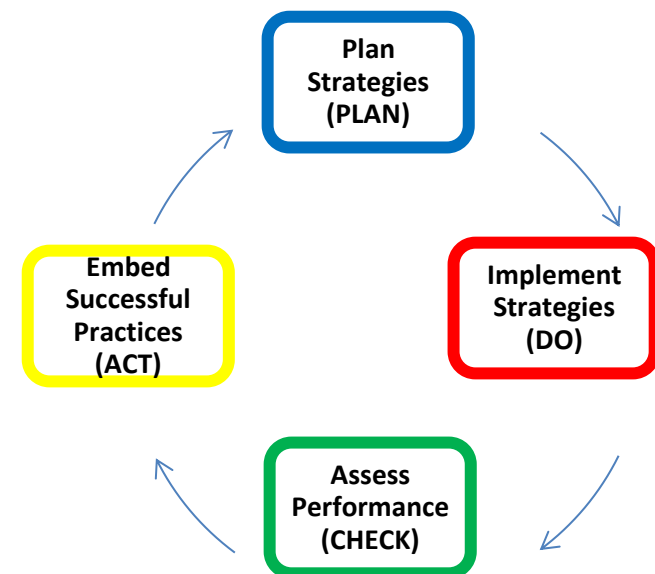 Plan
Strategies
(PLAN)
Implement
Strategies
(DO)
Assess
Performance
(CHECK)
Embed
Successful
Practices
(ACT)